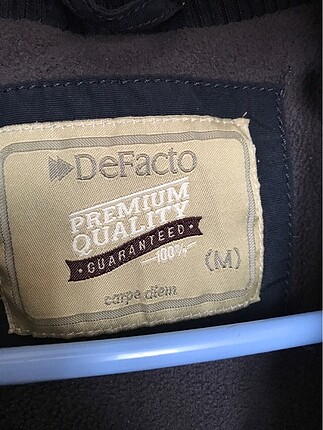 DeFacto
PREMIUM
QUALITY
GUARANTEED
100%
(M)
carpe diem